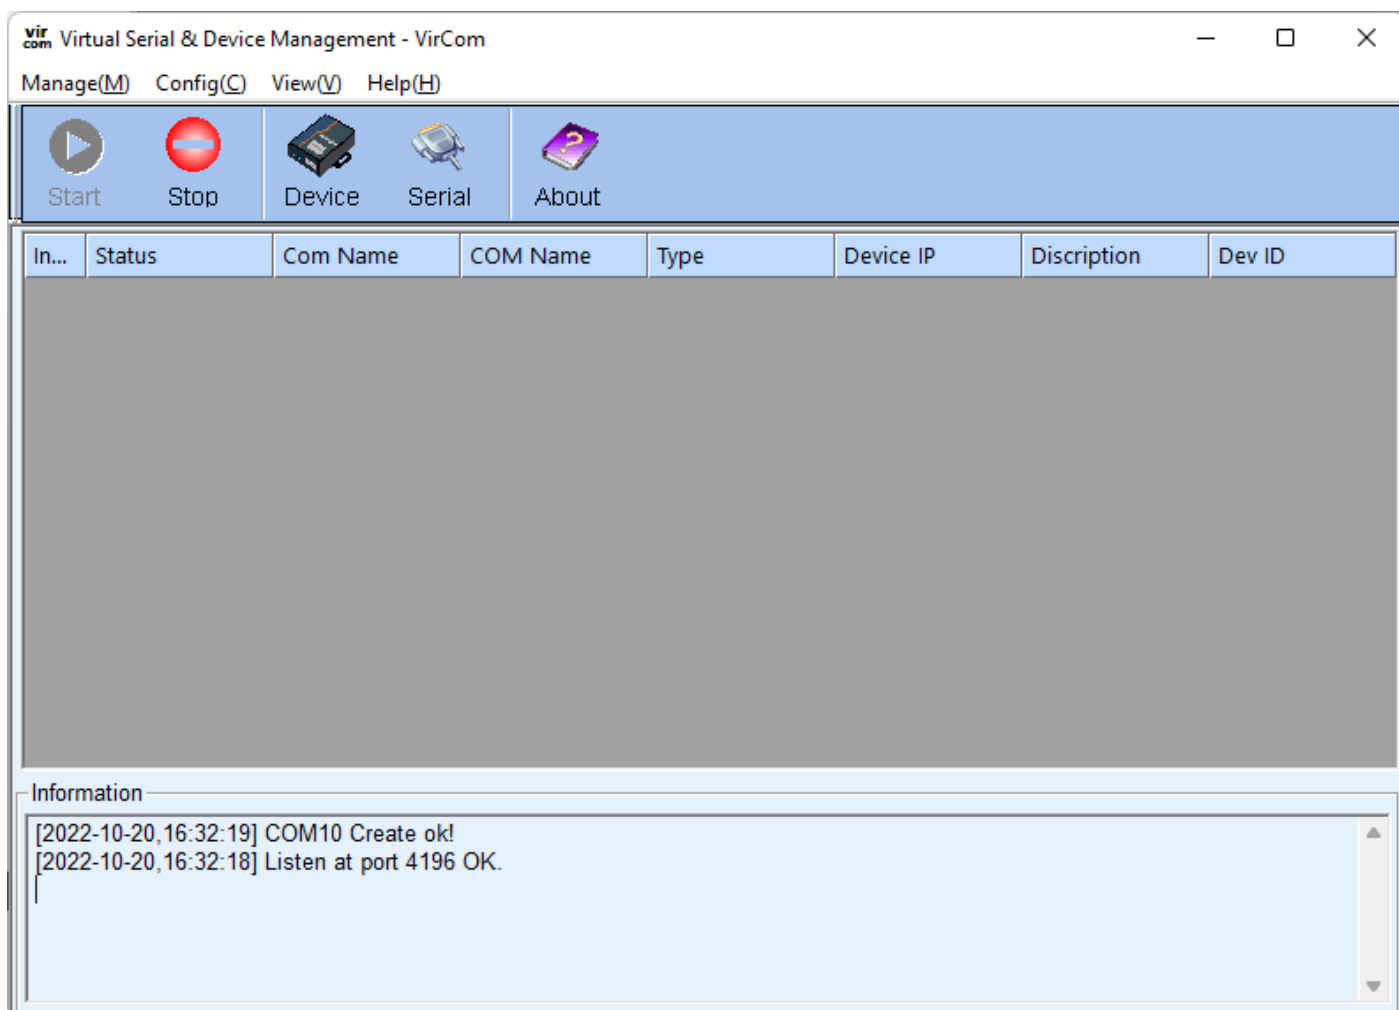 vir com Virtual Serial & Device Management - VirCom
Manage(M) Config(C) View(V) Help(H)
Start Stop Device Serial About
In... Status Com Name COM Name Type Device IP Discription Dev ID
Information
[2022-10-20,16:32:19] COM10 Create ok!
[2022-10-20,16:32:18] Listen at port 4196 OK.